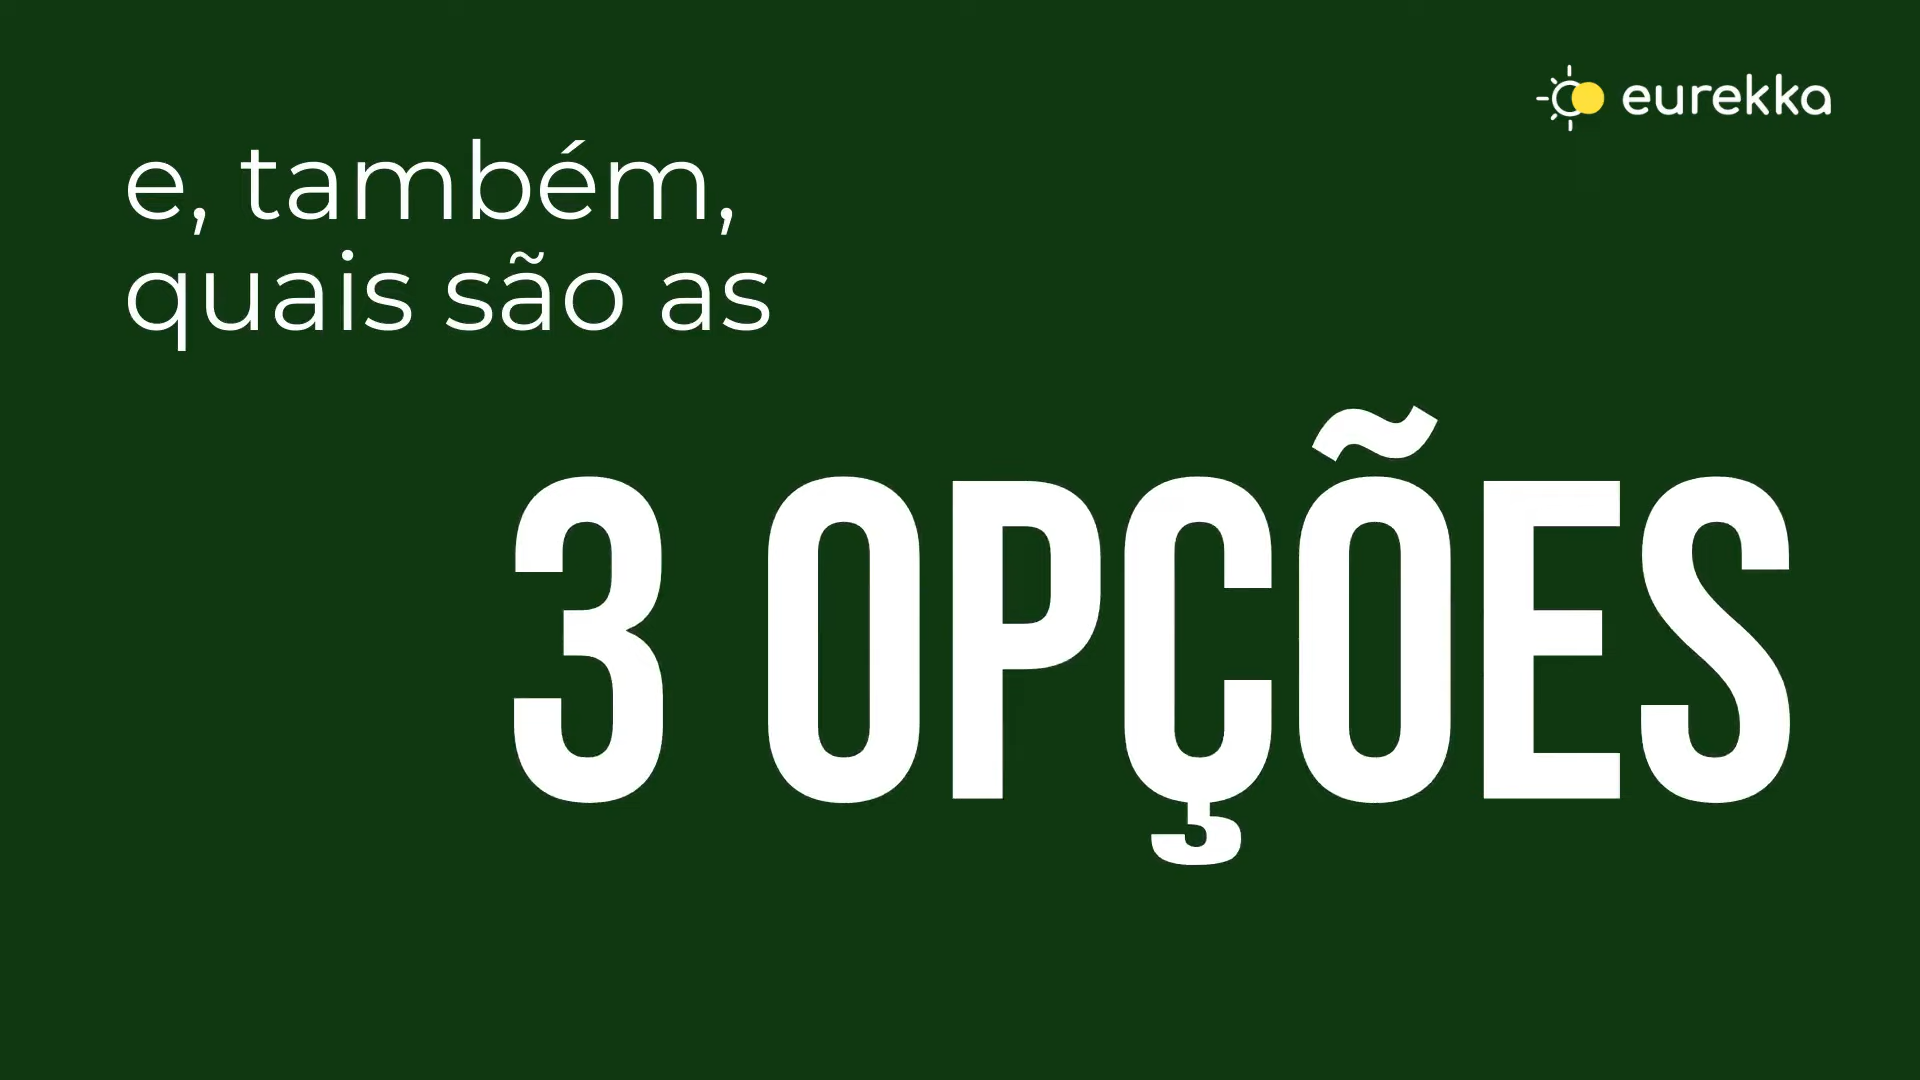 eurekka
e, também,
quais são as
3 OPÇÕES